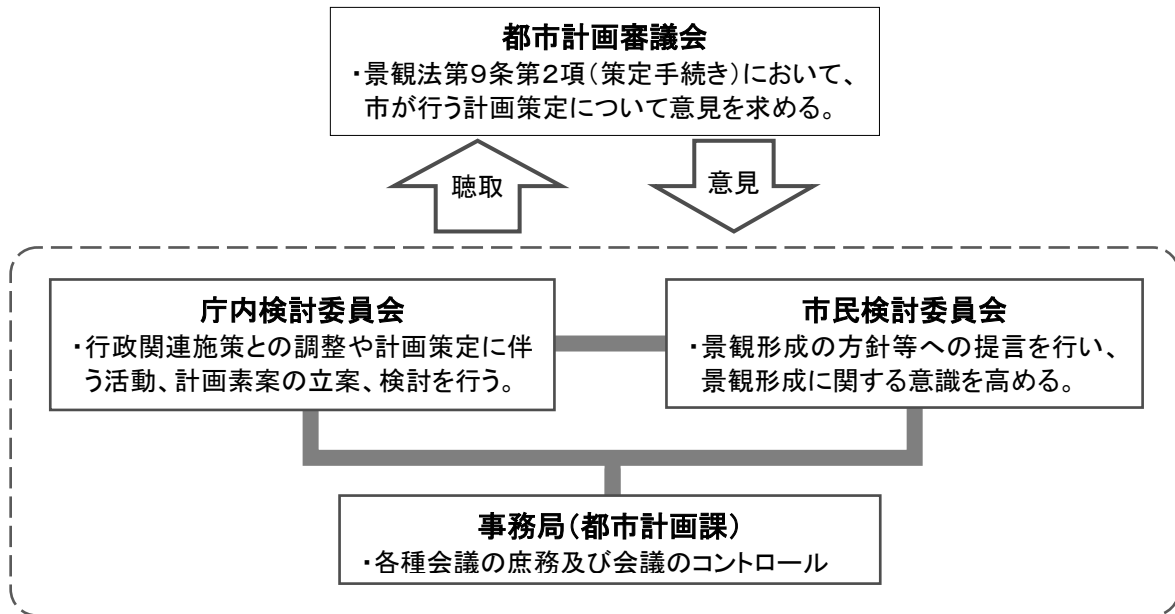 都市計画審議会
・景観法第９条第２項（策定手続き）において、
市が行う計画策定について意見を求める。
聴取
意見
庁内検討委員会
・行政関連施策との調整や計画策定に伴
う活動、計画素案の立案、検討を行う。
市民検討委員会
・景観形成の方針等への提言を行い、
景観形成に関する意識を高める。
事務局（都市計画課）
・各種会議の庶務及び会議のコントロール